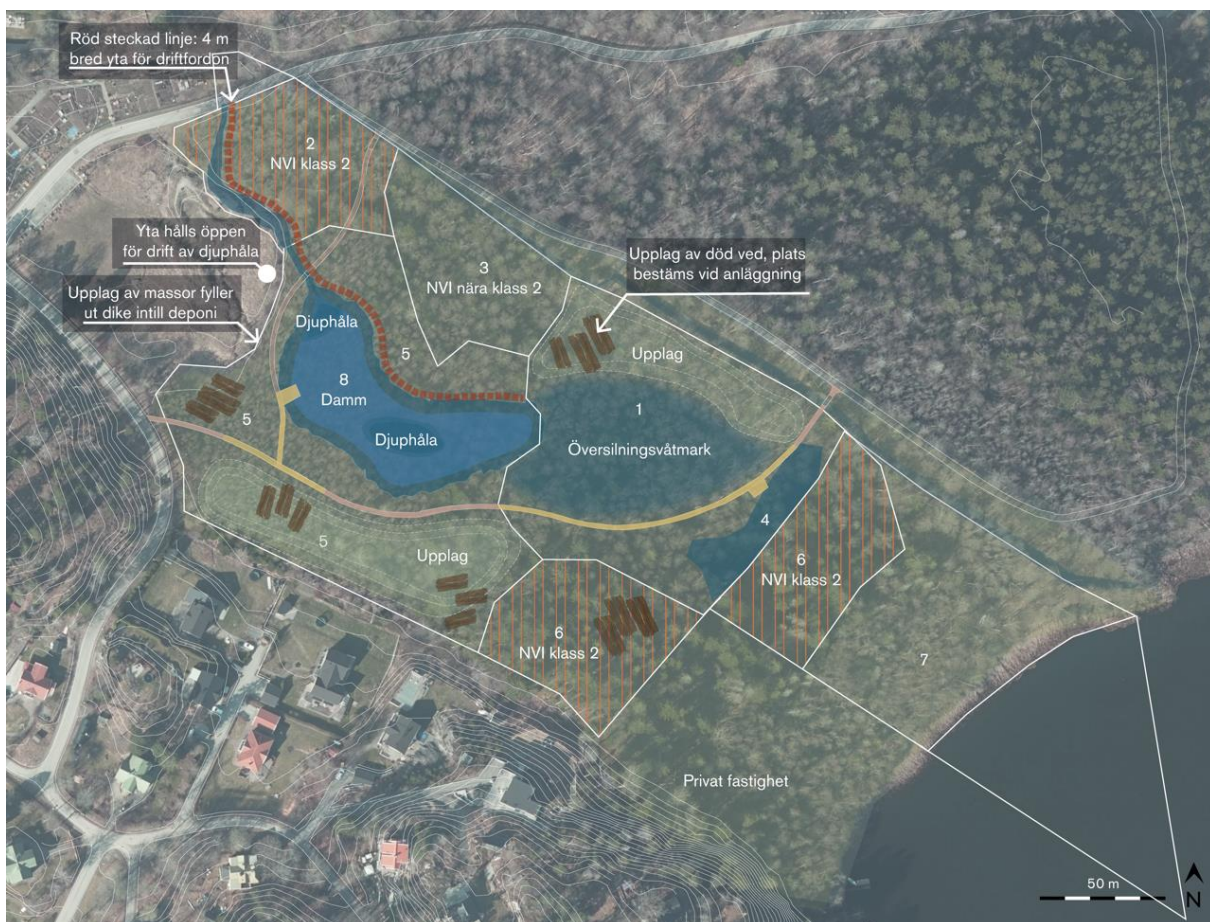 Röd steckad linje: 4 m
bred yta för driftfordon
2
NVI klass 2
Yta hålls öppen
för drift av djuphåla
Upplag av massor fyller
ut dike intill deponi
3
NVI nära klass 2
Upplag av död ved, plats
bestäms vid anläggning
Djuphåla
5
Upplag
8
Damm
1
5
Djuphåla
Översilningsvåtmark
4
5
Upplag
6
NVI klass 2
6
NVI klass 2
7
Privat fastighet
50 m
N